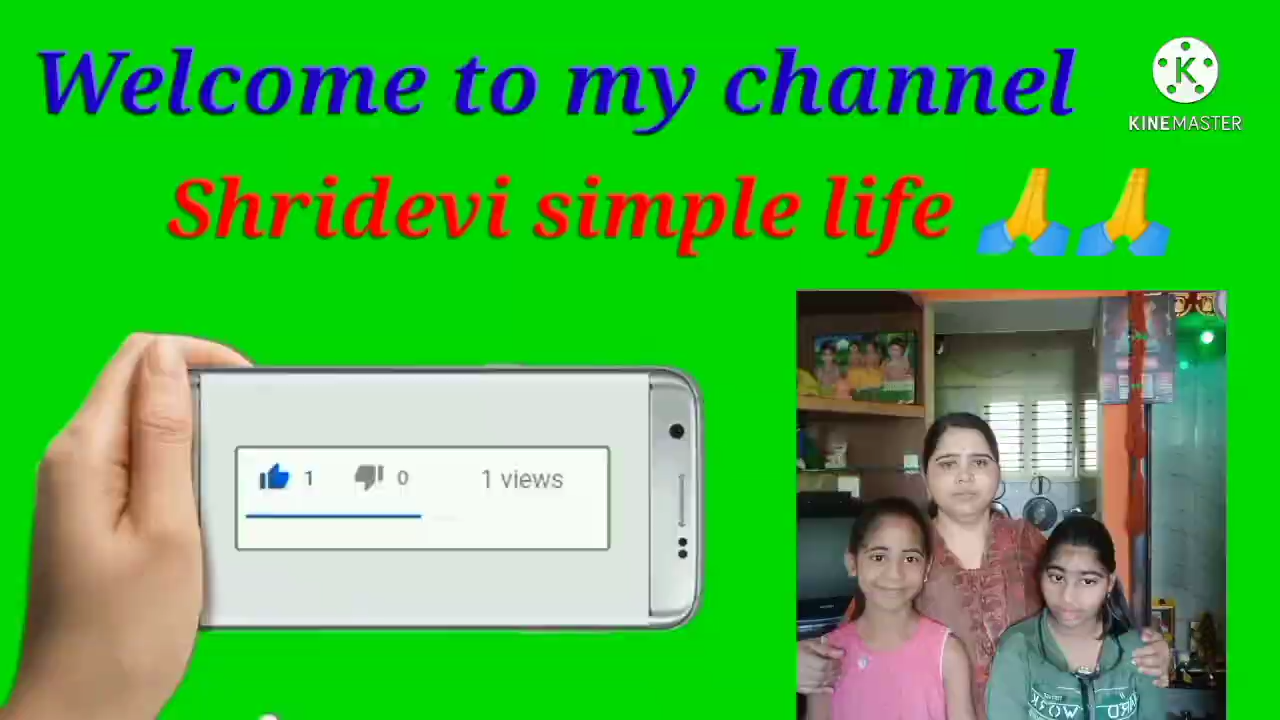 Welcome to my channel
KINEMASTER
Shridevi simple life 🙏🙏
1 0 1 views